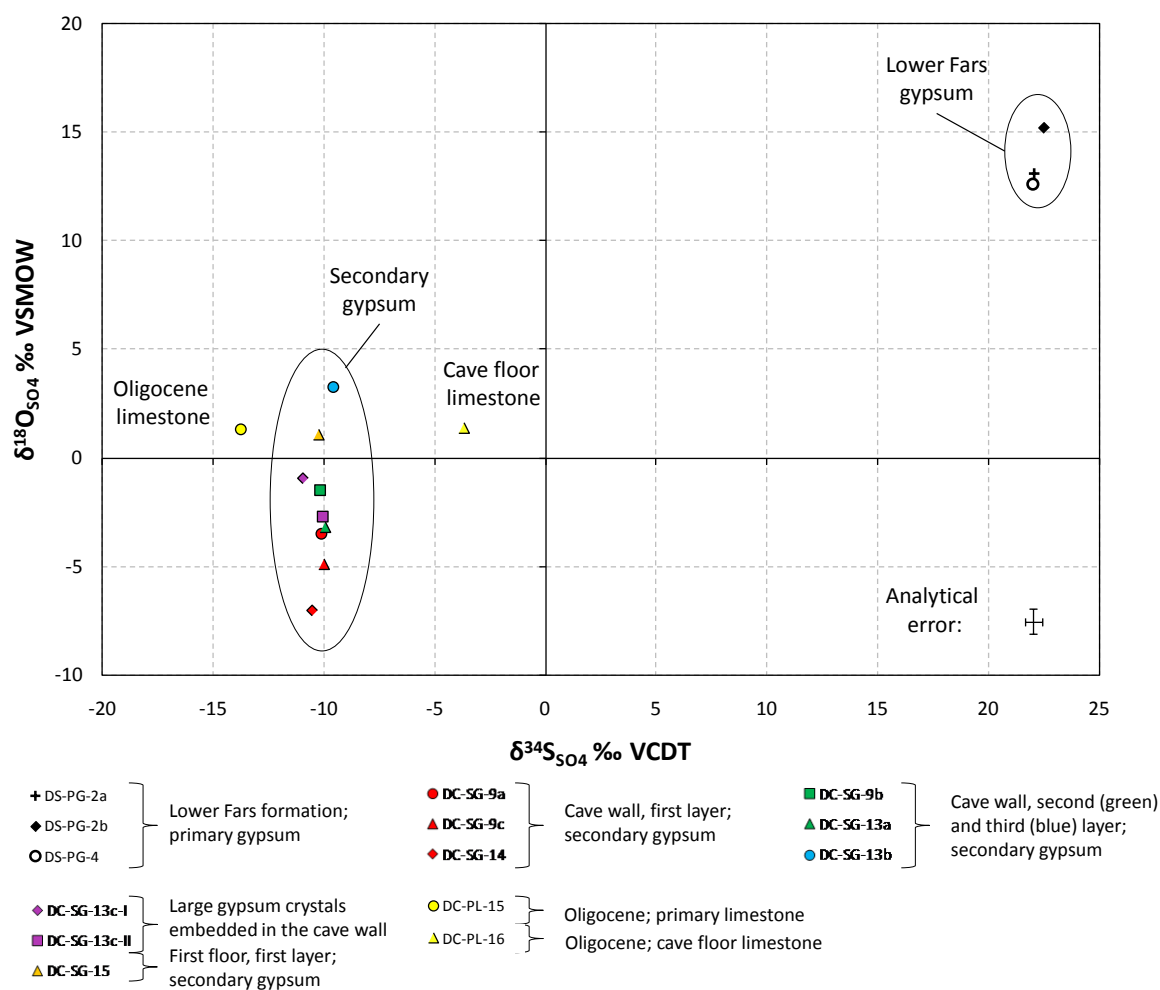 20
Lower Fars
gypsum
15
10
Secondary
gypsum
5
Cave floor
limestone
Oligocene
limestone
0
-5
Analytical
error:
-10
δ18OSO4 ‰ VSMOW
-20 -15 -10 -5 0 5 10 15 20 25
δ34SSO4 ‰ VCDT
DS-PG-2a
DS-PG-2b
DS-PG-4
Lower Fars formation;
primary gypsum
DC-SG-9a
DC-SG-9c
DC-SG-14
Cave wall, first layer;
secondary gypsum
DC-SG-9b
DC-SG-13a
DC-SG-13b
Cave wall, second (green)
and third (blue) layer;
secondary gypsum
DC-SG-13c-I
DC-SG-13c-II
Large gypsum crystals
embedded in the cave wall
DC-SG-15
First floor, first layer;
secondary gypsum
DC-PL-15
Oligocene; primary limestone
DC-PL-16
Oligocene; cave floor limestone